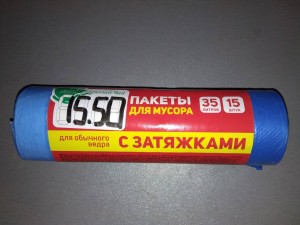 15.50
ПАКЕТЫ
ДЛЯ МУСОРА
35
ЛИТРОВ
15
ШТУК
для обычного
ведра
С ЗАТЯЖКАМИ